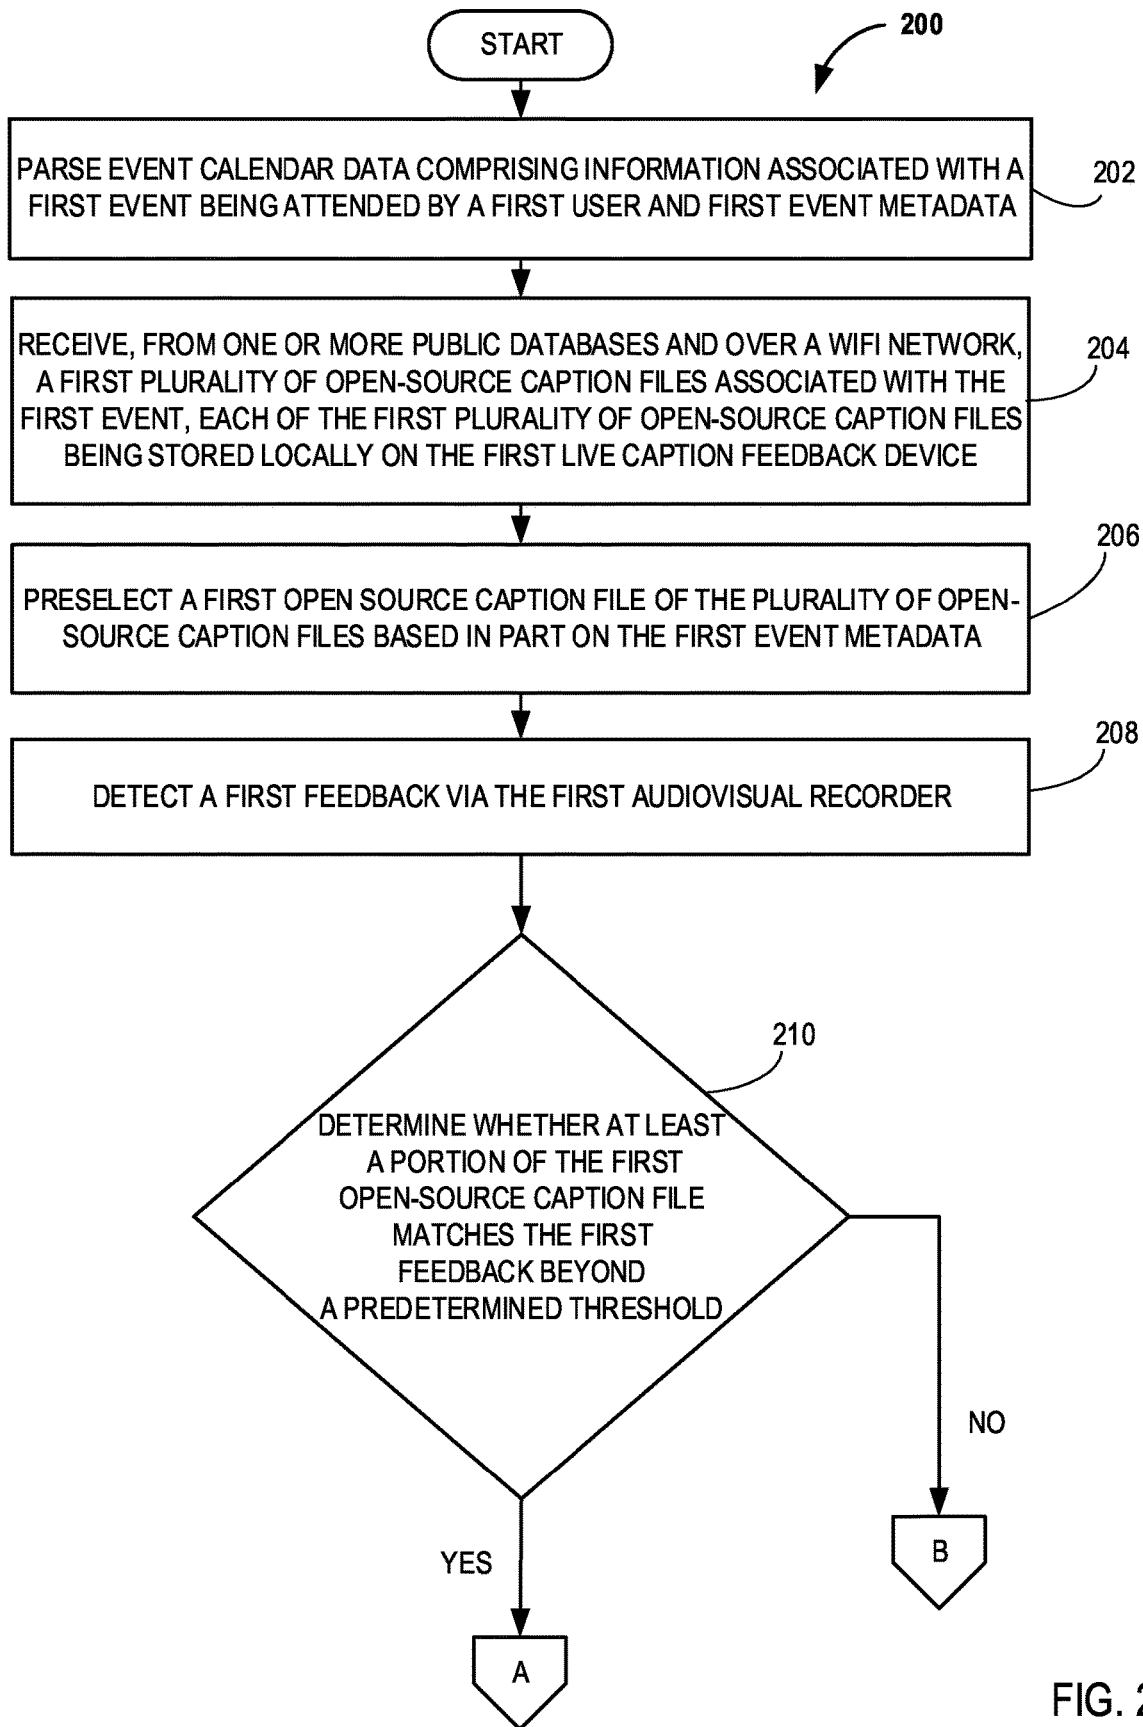 START
200
PARSE EVENT CALENDAR DATA COMPRISING INFORMATION ASSOCIATED WITH A
FIRST EVENT BEING ATTENDED BY A FIRST USER AND FIRST EVENT METADATA
202
RECEIVE, FROM ONE OR MORE PUBLIC DATABASES AND OVER A WIFI NETWORK,
A FIRST PLURALITY OF OPEN-SOURCE CAPTION FILES ASSOCIATED WITH THE
FIRST EVENT, EACH OF THE FIRST PLURALITY OF OPEN-SOURCE CAPTION FILES
BEING STORED LOCALLY ON THE FIRST LIVE CAPTION FEEDBACK DEVICE
204
PRESELECT A FIRST OPEN SOURCE CAPTION FILE OF THE PLURALITY OF OPEN-
SOURCE CAPTION FILES BASED IN PART ON THE FIRST EVENT METADATA
206
DETECT A FIRST FEEDBACK VIA THE FIRST AUDIOVISUAL RECORDER
208
210
DETERMINE WHETHER AT LEAST
A PORTION OF THE FIRST
OPEN-SOURCE CAPTION FILE
MATCHES THE FIRST
FEEDBACK BEYOND
A PREDETERMINED THRESHOLD
NO
YES
B
A
FIG. 2